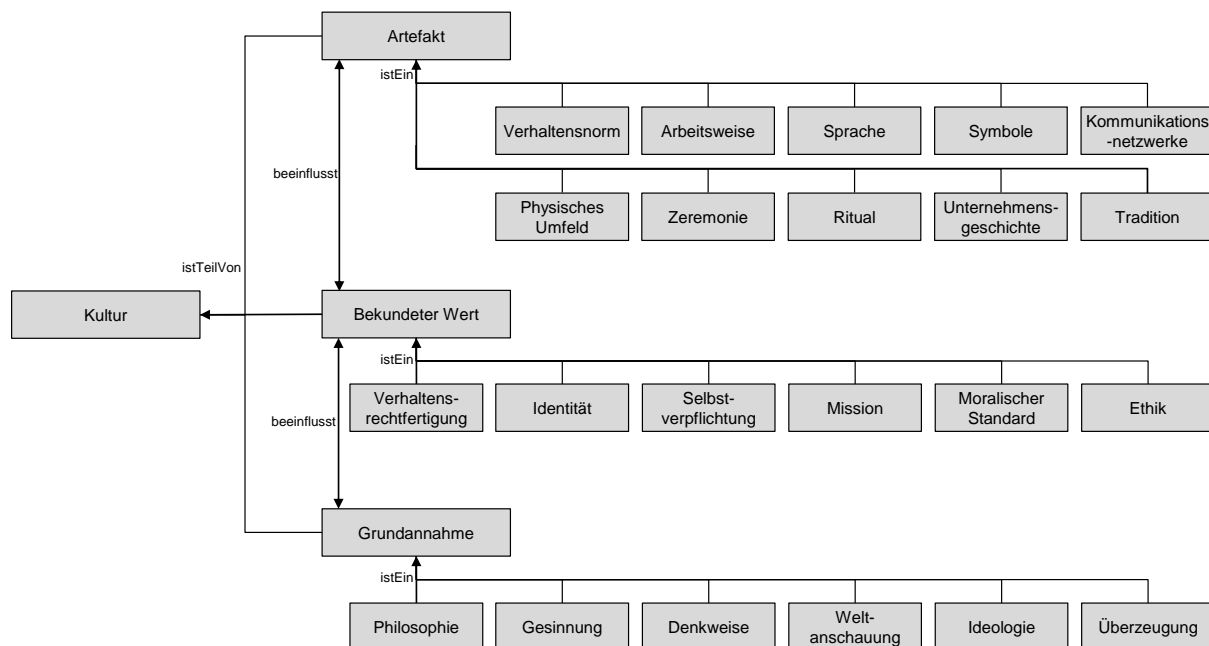 Artefakt
istEin
Verhaltensnorm
Arbeitsweise
Sprache
Symbole
Kommunikations
-netzwerke
beeinflusst
Physisches
Umfeld
Zeremonie
Ritual
Unternehmens-
geschichte
Tradition
istTeilVon
Kultur
Bekundeter Wert
istEin
Verhaltens-
rechtfertigung
Identität
Selbst-
verpflichtung
Mission
Moralischer
Standard
Ethik
beeinflusst
Grundannahme
istEin
Philosophie
Gesinnung
Denkweise
Welt-
anschauung
Ideologie
Überzeugung